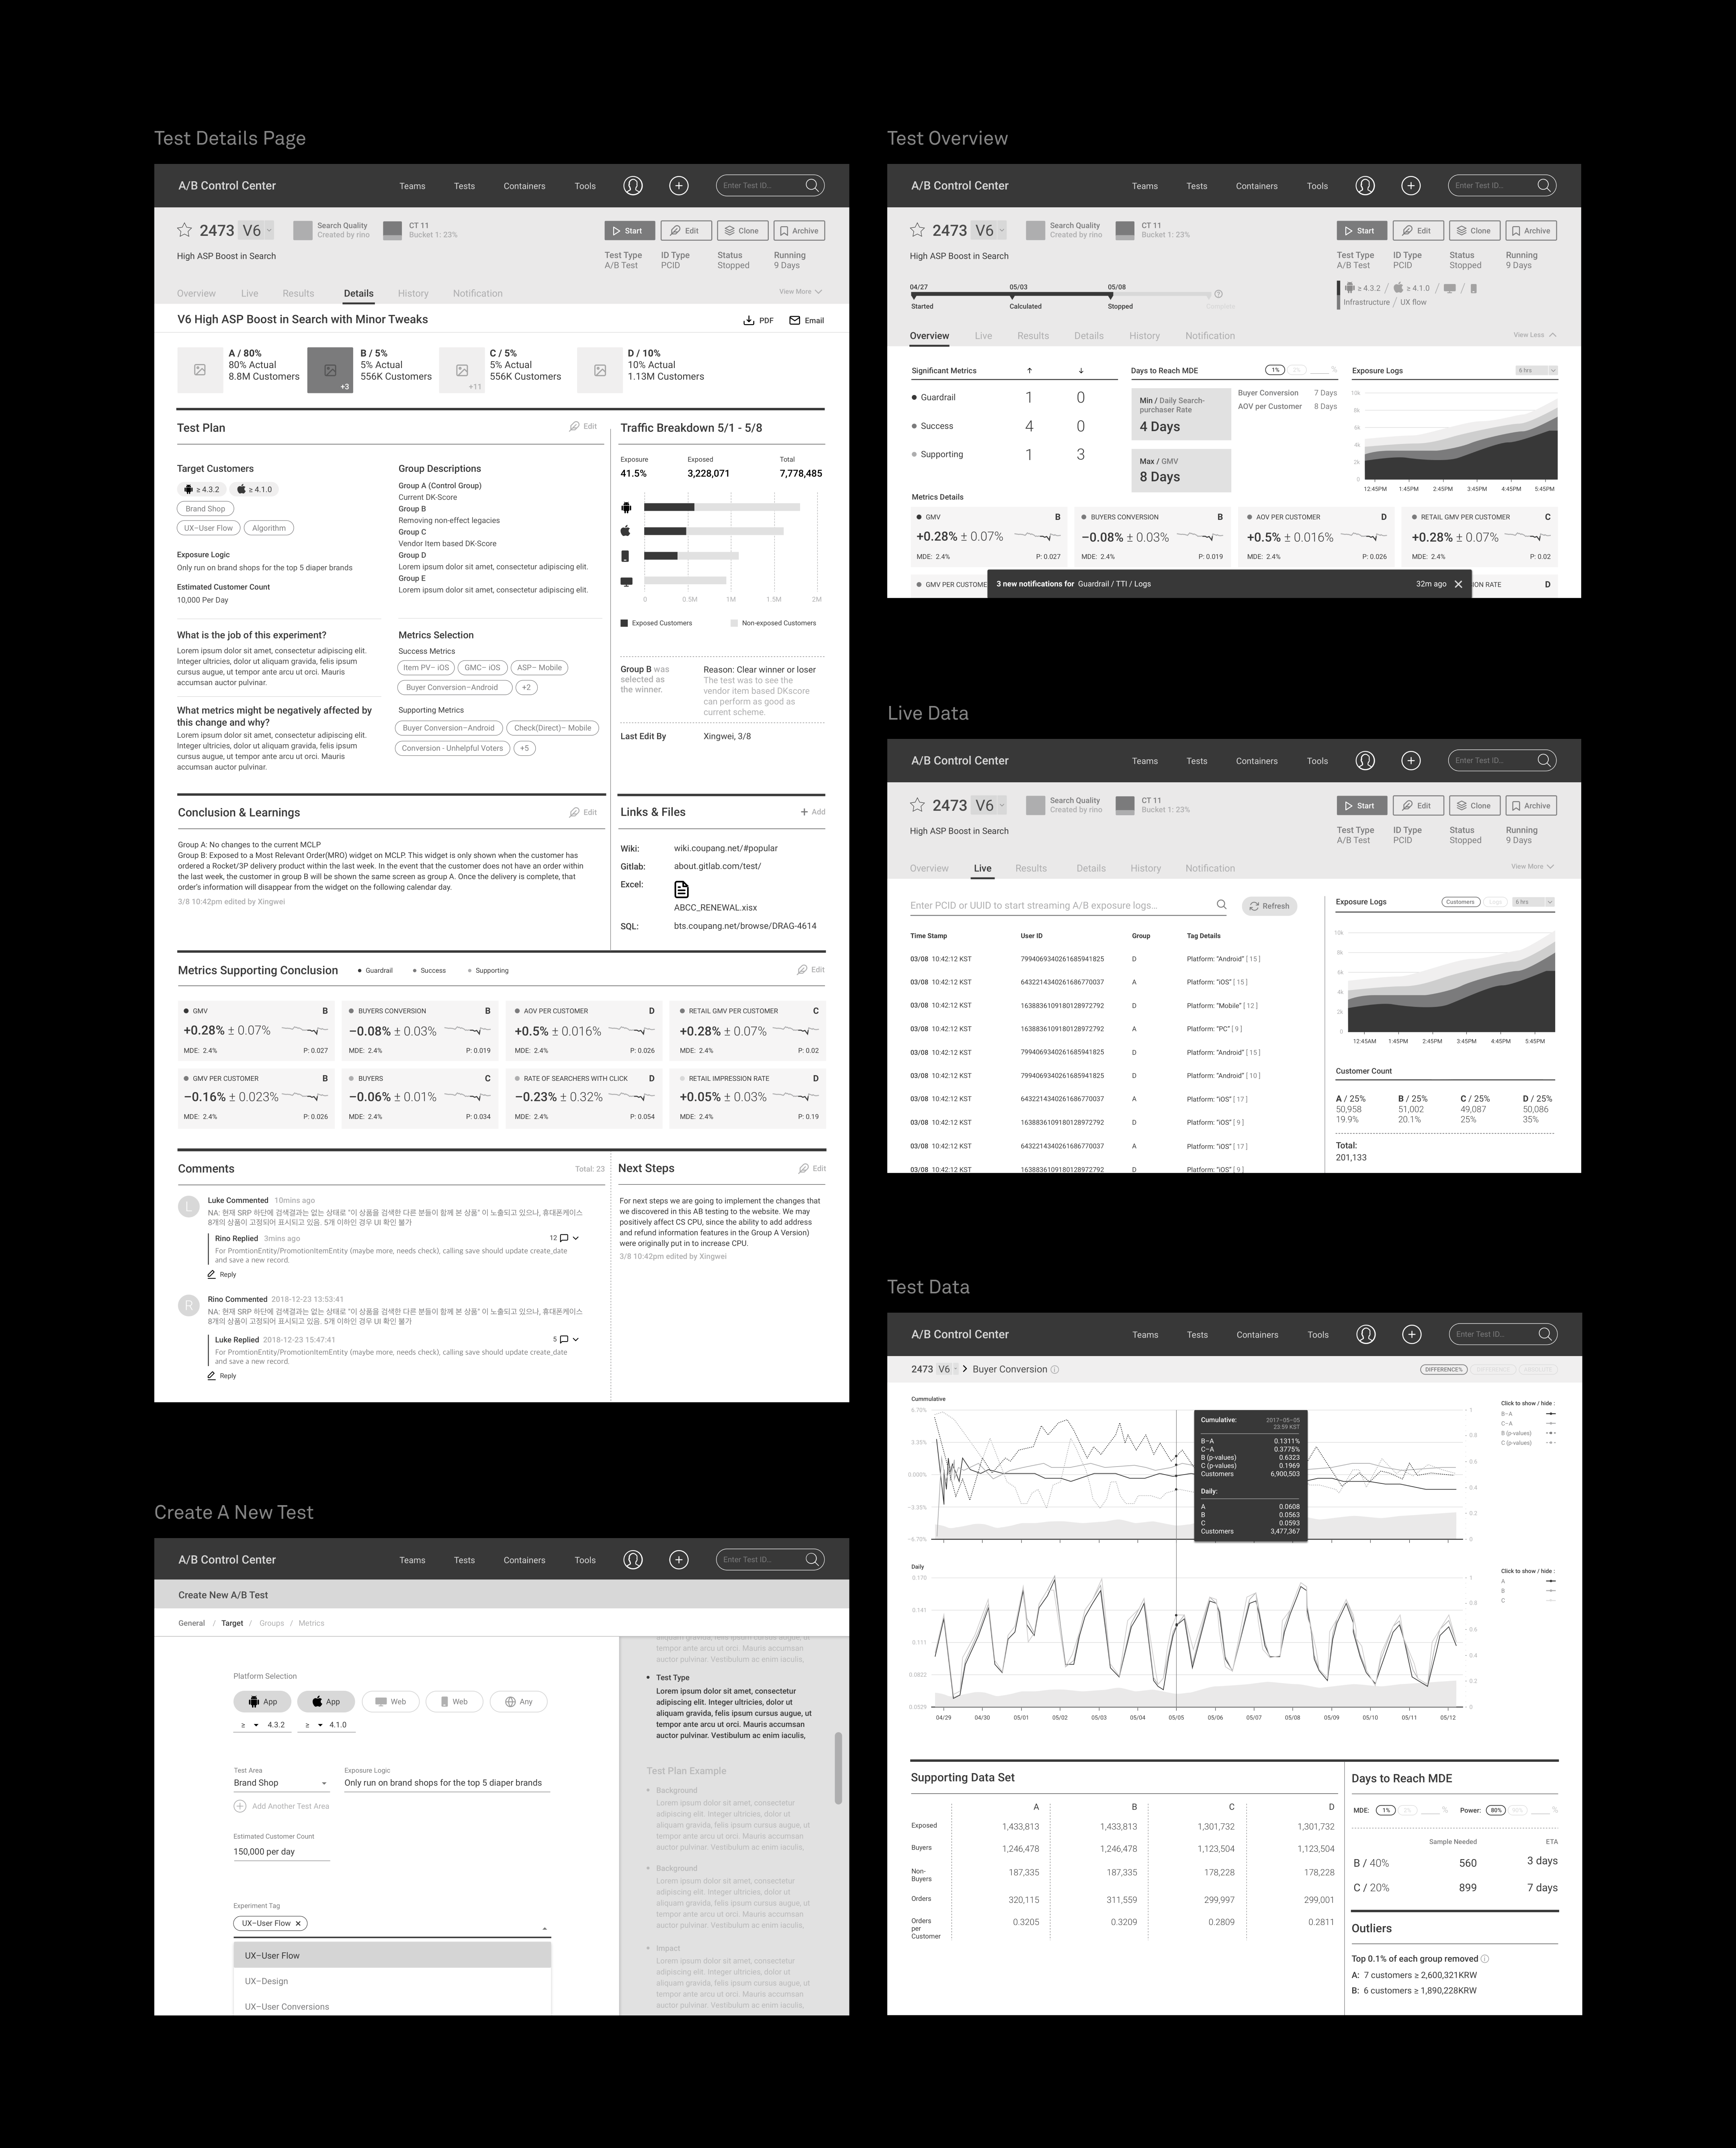 Test Details Page
A/B Control Center
Teams Tests Containers Tools
Enter Test ID...
2473 V6
Search Quality
Created by rino
CT 11
Bucket 1: 23%
Start Edit Clone Archive
High ASP Boost in Search
Test Type ID Type Status Running
A/B Test PCID Stopped 9 Days
Overview Live Results Details History Notification
View More
V6 High ASP Boost in Search with Minor Tweaks
PDF Email
A / 80%
80% Actual
8.8M Customers
+3
B / 5%
5% Actual
556K Customers
+11
C / 5%
5% Actual
556K Customers
D / 10%
10% Actual
1.13M Customers
Test Plan
Edit
Target Customers
≥ 4.3.2 ≥ 4.1.0
Brand Shop
UX–User Flow Algorithm
Exposure Logic
Only run on brand shops for the top 5 diaper brands
Estimated Customer Count
10,000 Per Day
Group Descriptions
Group A (Control Group)
Current DK-Score
Group B
Removing non-effect legacies
Group C
Vendor Item based DK-Score
Group D
Lorem ipsum dolor sit amet, consectetur adipiscing elit.
Group E
Lorem ipsum dolor sit amet, consectetur adipiscing elit.
What is the job of this experiment?
Lorem ipsum dolor sit amet, consectetur adipiscing elit.
Integer ultricies, dolor ut aliquam gravida, felis ipsum
cursus augue, ut tempor ante arcu ut orci. Mauris
accumsan auctor pulvinar.
What metrics might be negatively affected by
this change and why?
Lorem ipsum dolor sit amet, consectetur adipiscing elit.
Integer ultricies, dolor ut aliquam gravida, felis ipsum
cursus augue, ut tempor ante arcu ut orci. Mauris
accumsan auctor pulvinar.
Metrics Selection
Success Metrics
Item PV– iOS GMC– iOS ASP– Mobile
Buyer Conversion–Android +2
Supporting Metrics
Buyer Conversion–Android Check(Direct)– Mobile
Conversion - Unhelpful Voters +5
Traffic Breakdown 5/1 - 5/8
Exposure Exposed Total
41.5% 3,228,071 7,778,485
0 0.5M 1M 1.5M 2M
Exposed Customers Non-exposed Customers
Group B was
selected as
the winner.
Reason: Clear winner or loser
The test was to see the
vendor item based DKscore
can perform as good as
current scheme.
Last Edit By Xingwei, 3/8
Conclusion & Learnings
Edit
Group A: No changes to the current MCLP
Group B: Exposed to a Most Relevant Order(MRO) widget on MCLP. This widget is only shown when the customer has
ordered a Rocket/3P delivery product within the last week. In the event that the customer does not have an order within
the last week, the customer in group B will be shown the same screen as group A. Once the delivery is complete, that
order's information will disappear from the widget on the following calendar day.
3/8 10:42pm edited by Xingwei
Links & Files
Add
Wiki: wiki.coupang.net/#popular
Gitlab: about.gitlab.com/test/
Excel:
ABCC_RENEWAL.xisx
SQL: bts.coupang.net/browse/DRAG-4614
Metrics Supporting Conclusion
Guardrail Success Supporting
Edit
GMV B
+0.28% ± 0.07%
MDE: 2.4% P: 0.027
BUYERS CONVERSION B
−0.08% ± 0.03%
MDE: 2.4% P: 0.019
AOV PER CUSTOMER D
+0.5% ± 0.016%
MDE: 2.4% P: 0.026
RETAIL GMV PER CUSTOMER C
+0.28% ± 0.07%
MDE: 2.4% P: 0.02
GMV PER CUSTOMER B
−0.16% ± 0.023%
MDE: 2.4% P: 0.026
BUYERS C
−0.06% ± 0.01%
MDE: 2.4% P: 0.034
RATE OF SEARCHERS WITH CLICK D
−0.23% ± 0.32%
MDE: 2.4% P: 0.054
RETAIL IMPRESSION RATE D
+0.05% ± 0.03%
MDE: 2.4% P: 0.19
Comments
Total: 23
L
Luke Commented 10mins ago
NA: 현재 SRP 하단에 검색결과는 없는 상태로 "이 상품을 검색한 다른 분들이 함께 본 상품" 이 노출되고 있으나, 휴대폰케이스
8개의 상품이 고정되어 표시되고 있음. 5개 이하인 경우 UI 확인 불가
Rino Replied 3mins ago
12
For PromtionEntity/PromotionItemEntity (maybe more, needs check), calling save should update create_date
and save a new record.
Reply
R
Rino Commented 2018-12-23 13:53:41
NA: 현재 SRP 하단에 검색결과는 없는 상태로 "이 상품을 검색한 다른 분들이 함께 본 상품" 이 노출되고 있으나, 휴대폰케이스
8개의 상품이 고정되어 표시되고 있음. 5개 이하인 경우 UI 확인 불가
Luke Replied 2018-12-23 15:47:41
5
For PromtionEntity/PromotionItemEntity (maybe more, needs check), calling save should update create_date
and save a new record.
Reply
Next Steps
Edit
For next steps we are going to implement the changes that
we discovered in this AB testing to the website. We may
positively affect CS CPU, since the ability to add address
and refund information features in the Group A Version)
were originally put in to increase CPU.
3/8 10:42pm edited by Xingwei
Create A New Test
A/B Control Center
Teams Tests Containers Tools
Enter Test ID...
Create New A/B Test
General / Target / Groups / Metrics
Platform Selection
App App Web Web Any
≥ 4.3.2 ≥ 4.1.0
Test Area
Brand Shop
Exposure Logic
Only run on brand shops for the top 5 diaper brands
Add Another Test Area
Estimated Customer Count
150,000 per day
Experiment Tag
UX–User Flow
UX–User Flow
UX–Design
UX–User Conversions
aliquam gravida, felis ipsum cursus augue, ut
tempor ante arcu ut orci. Mauris accumsan
auctor pulvinar. Vestibulum ac enim iaculis,
Test Type
Lorem ipsum dolor sit amet, consectetur
adipiscing elit. Integer ultricies, dolor ut
aliquam gravida, felis ipsum cursus augue, ut
tempor ante arcu ut orci. Mauris accumsan
auctor pulvinar. Vestibulum ac enim iaculis,
Test Plan Example
Background
Lorem ipsum dolor sit amet, consectetur
adipiscing elit. Integer ultricies, dolor ut
aliquam gravida, felis ipsum cursus augue, ut
tempor ante arcu ut orci. Mauris accumsan
auctor pulvinar. Vestibulum ac enim iaculis,
Background
Lorem ipsum dolor sit amet, consectetur
adipiscing elit. Integer ultricies, dolor ut
aliquam gravida, felis ipsum cursus augue, ut
tempor ante arcu ut orci. Mauris accumsan
auctor pulvinar. Vestibulum ac enim iaculis,
Impact
Lorem ipsum dolor sit amet, consectetur
adipiscing elit. Integer ultricies, dolor ut
aliquam gravida, felis ipsum cursus augue, ut
tempor ante arcu ut orci. Mauris accumsan
auctor pulvinar. Vestibulum ac enim iaculis,
Test Overview
A/B Control Center
Teams Tests Containers Tools
Enter Test ID...
2473 V6
Search Quality
Created by rino
CT 11
Bucket 1: 23%
Start Edit Clone Archive
High ASP Boost in Search
Test Type ID Type Status Running
A/B Test PCID Stopped 9 Days
04/27 05/03 05/08
Started Calculated Stopped Complete
≥ 4.3.2 / ≥ 4.1.0 / /
Infrastructure / UX flow
Overview Live Results Details History Notification
View Less
Significant Metrics ↑ ↓
Guardrail 1 0
Success 4 0
Supporting 1 3
Days to Reach MDE
1% 2% %
Min / Daily Search-
purchaser Rate
4 Days
Max / GMV
8 Days
Buyer Conversion 7 Days
AOV per Customer 8 Days
Exposure Logs
6 hrs
10k
8k
6k
4k
2k
0
12:45PM 1:45PM 2:45PM 3:45PM 4:45PM 5:45PM
Metrics Details
GMV B
+0.28% ± 0.07%
MDE: 2.4% P: 0.027
BUYERS CONVERSION B
−0.08% ± 0.03%
MDE: 2.4% P: 0.019
AOV PER CUSTOMER D
+0.5% ± 0.016%
MDE: 2.4% P: 0.026
RETAIL GMV PER CUSTOMER C
+0.28% ± 0.07%
MDE: 2.4% P: 0.02
GMV PER CUSTOME
3 new notifications for Guardrail / TTI / Logs 32m ago
ION RATE D
Live Data
A/B Control Center
Teams Tests Containers Tools
Enter Test ID...
2473 V6
Search Quality
Created by rino
CT 11
Bucket 1: 23%
Start Edit Clone Archive
High ASP Boost in Search
Test Type ID Type Status Running
A/B Test PCID Stopped 9 Days
Overview Live Results Details History Notification
View More
Enter PCID or UUID to start streaming A/B exposure logs...
Refresh
Time Stamp User ID Group Tag Details
03/08 10:42:12 KST 7994069340261685941825 D Platform: "Android" [ 15 ]
03/08 10:42:12 KST 6432214340261686770037 A Platform: "iOS" [ 15 ]
03/08 10:42:12 KST 1638836109180128972792 D Platform: "Mobile" [ 12 ]
03/08 10:42:12 KST 1638836109180128972792 A Platform: "PC" [ 9 ]
03/08 10:42:12 KST 7994069340261685941825 D Platform: "Android" [ 15 ]
03/08 10:42:12 KST 7994069340261685941825 D Platform: "Android" [ 10 ]
03/08 10:42:12 KST 6432214340261686770037 A Platform: "iOS" [ 17 ]
03/08 10:42:12 KST 1638836109180128972792 D Platform: "iOS" [ 9 ]
03/08 10:42:12 KST 6432214340261686770037 A Platform: "iOS" [ 17 ]
03/08 10:42:12 KST 1638836109180128972792 D Platform: "iOS" [ 9 ]
Exposure Logs
Customers Logs 6 hrs
10k
8k
6k
4k
2k
0
12:45AM 1:45PM 2:45PM 3:45PM 4:45PM 5:45PM
Customer Count
A / 25% B / 25% C / 25% D / 25%
50,958 51,002 49,087 50,086
19.9% 20.1% 25% 35%
Total:
201,133
Test Data
A/B Control Center
Teams Tests Containers Tools
Enter Test ID...
2473 V6 Buyer Conversion
DIFFERENCE%
Cummulative
6.70%
3.35%
0.000%
−3.35%
−6.70%
1
0.8
0.6
0.4
0.2
0
Click to show / hide :
B–A
C–A
B (p-values)
C (p-values)
Cumulative: 2017–05–05
23:59 KST
B–A 0.1311%
C–A 0.3775%
B (p-values) 0.6323
C (p-values) 0.1969
Customers 6,900,503
Daily:
A 0.0608
B 0.0563
C 0.0593
Customers 3,477,367
Daily
0.170
0.141
0.111
0.0822
0.0329
1
0.8
0.6
0.4
0.2
0
Click to show / hide :
A
B
C
04/29 04/30 05/01 05/02 05/03 05/04 05/05 05/06 05/07 05/08 05/09 05/10 05/11 05/12
Supporting Data Set
A B C D
Exposed 1,433,813 1,433,813 1,301,732 1,301,732
Buyers 1,246,478 1,246,478 1,123,504 1,123,504
Non-
Buyers 187,335 187,335 178,228 178,228
Orders 320,115 311,559 299,997 299,001
Orders
per
Customer 0.3205 0.3209 0.2809 0.2811
Days to Reach MDE
MDE: 1% 2% % Power: 80% 90% %
Sample Needed ETA
B / 40% 560 3 days
C / 20% 899 7 days
Outliers
Top 0.1% of each group removed
A: 7 customers ≥ 2,600,321KRW
B: 6 customers ≥ 1,890,228KRW